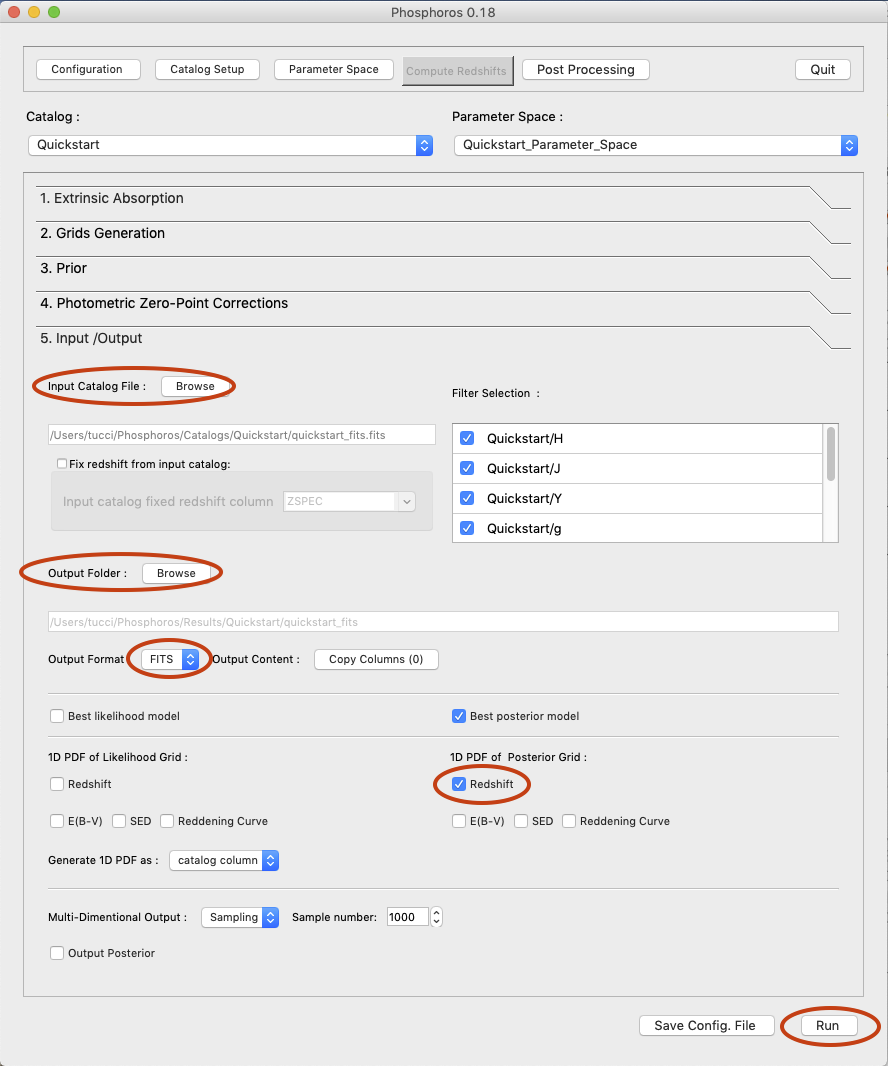 Phosphoros 0.18
Configuration Catalog Setup Parameter Space Compute Redshifts Post Processing Quit
Catalog : Parameter Space :
Quickstart Quickstart_Parameter_Space
1. Extrinsic Absorption
2. Grids Generation
3. Prior
4. Photometric Zero-Point Corrections
5. Input /Output
Input Catalog File : Browse
Filter Selection :
/Users/tucci/Phosphoros/Catalogs/Quickstart/quickstart_fits.fits
Quickstart/H
Fix redshift from input catalog:
Quickstart/J
Input catalog fixed redshift column ZSPEC
Quickstart/Y
Quickstart/g
Output Folder : Browse
/Users/tucci/Phosphoros/Results/Quickstart/quickstart_fits
Output Format FITS Output Content : Copy Columns (0)
Best likelihood model Best posterior model
1D PDF of Likelihood Grid : 1D PDF of Posterior Grid :
Redshift Redshift
E(B-V) SED Reddening Curve E(B-V) SED Reddening Curve
Generate 1D PDF as : catalog column
Multi-Dimentional Output : Sampling Sample number: 1000
Output Posterior
Save Config. File Run